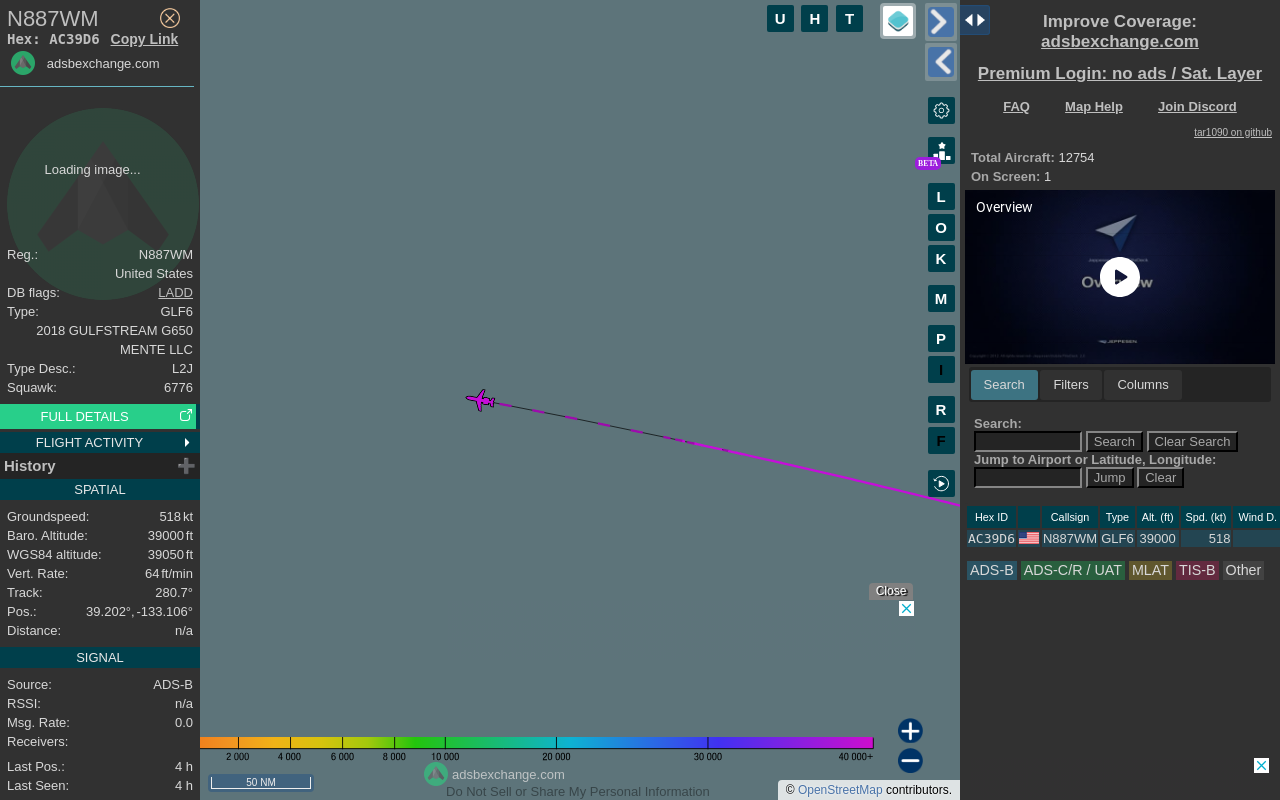 N887WM
Hex: AC39D6 Copy Link
adsbexchange.com
Loading image...
Reg.: N887WM
United States
DB flags: LADD
Type: GLF6
2018 GULFSTREAM G650
MENTE LLC
Type Desc.: L2J
Squawk: 6776
FULL DETAILS
FLIGHT ACTIVITY
History
SPATIAL
Groundspeed: 518 kt
Baro. Altitude: 39000 ft
WGS84 altitude: 39050 ft
Vert. Rate: 64 ft/min
Track: 280.7°
Pos.: 39.202°, -133.106°
Distance: n/a
SIGNAL
Source: ADS-B
RSSI: n/a
Msg. Rate: 0.0
Receivers:
Last Pos.: 4 h
Last Seen: 4 h
U H T
BETA
L
O
K
M
P
I
R
F
Close
2 000 4 000 6 000 8 000 10 000 20 000 30 000 40 000+
50 NM
adsbexchange.com
Do Not Sell or Share My Personal Information
© OpenStreetMap contributors.
Improve Coverage:
adsbexchange.com
Premium Login: no ads / Sat. Layer
FAQ Map Help Join Discord
tar1090 on github
Total Aircraft: 12754
On Screen: 1
Overview
JEPPESEN
Search Filters Columns
Search:
Search Clear Search
Jump to Airport or Latitude, Longitude:
Jump Clear
Hex ID Callsign Type Alt. (ft) Spd. (kt) Wind D.
AC39D6 N887WM GLF6 39000 518
ADS-B ADS-C/R / UAT MLAT TIS-B Other